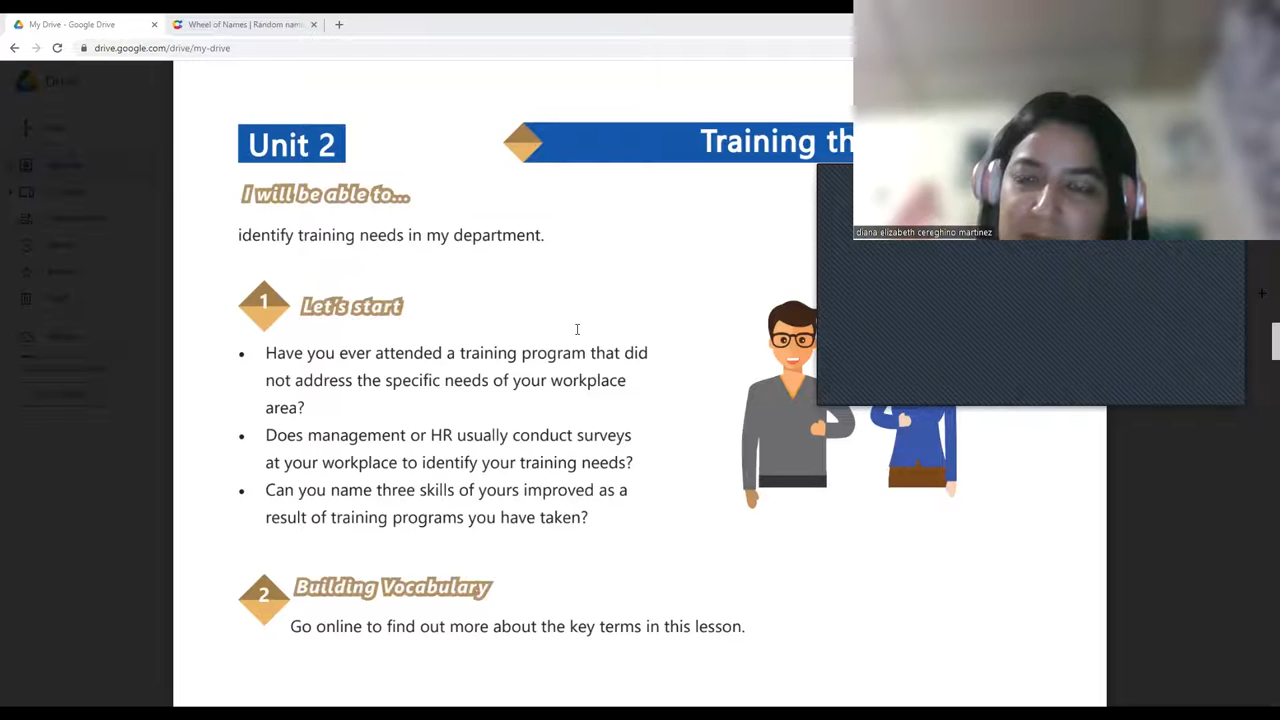 My Drive - Google Drive
Wheel of Names | Random nam
drive.google.com/drive/my-drive
Unit 2
Training th
I will be able to...
diana elizabeth cereghino martinez
identify training needs in my department.
1
Let's start
• Have you ever attended a training program that did
not address the specific needs of your workplace
area?
• Does management or HR usually conduct surveys
at your workplace to identify your training needs?
• Can you name three skills of yours improved as a
result of training programs you have taken?
2
Building Vocabulary
Go online to find out more about the key terms in this lesson.